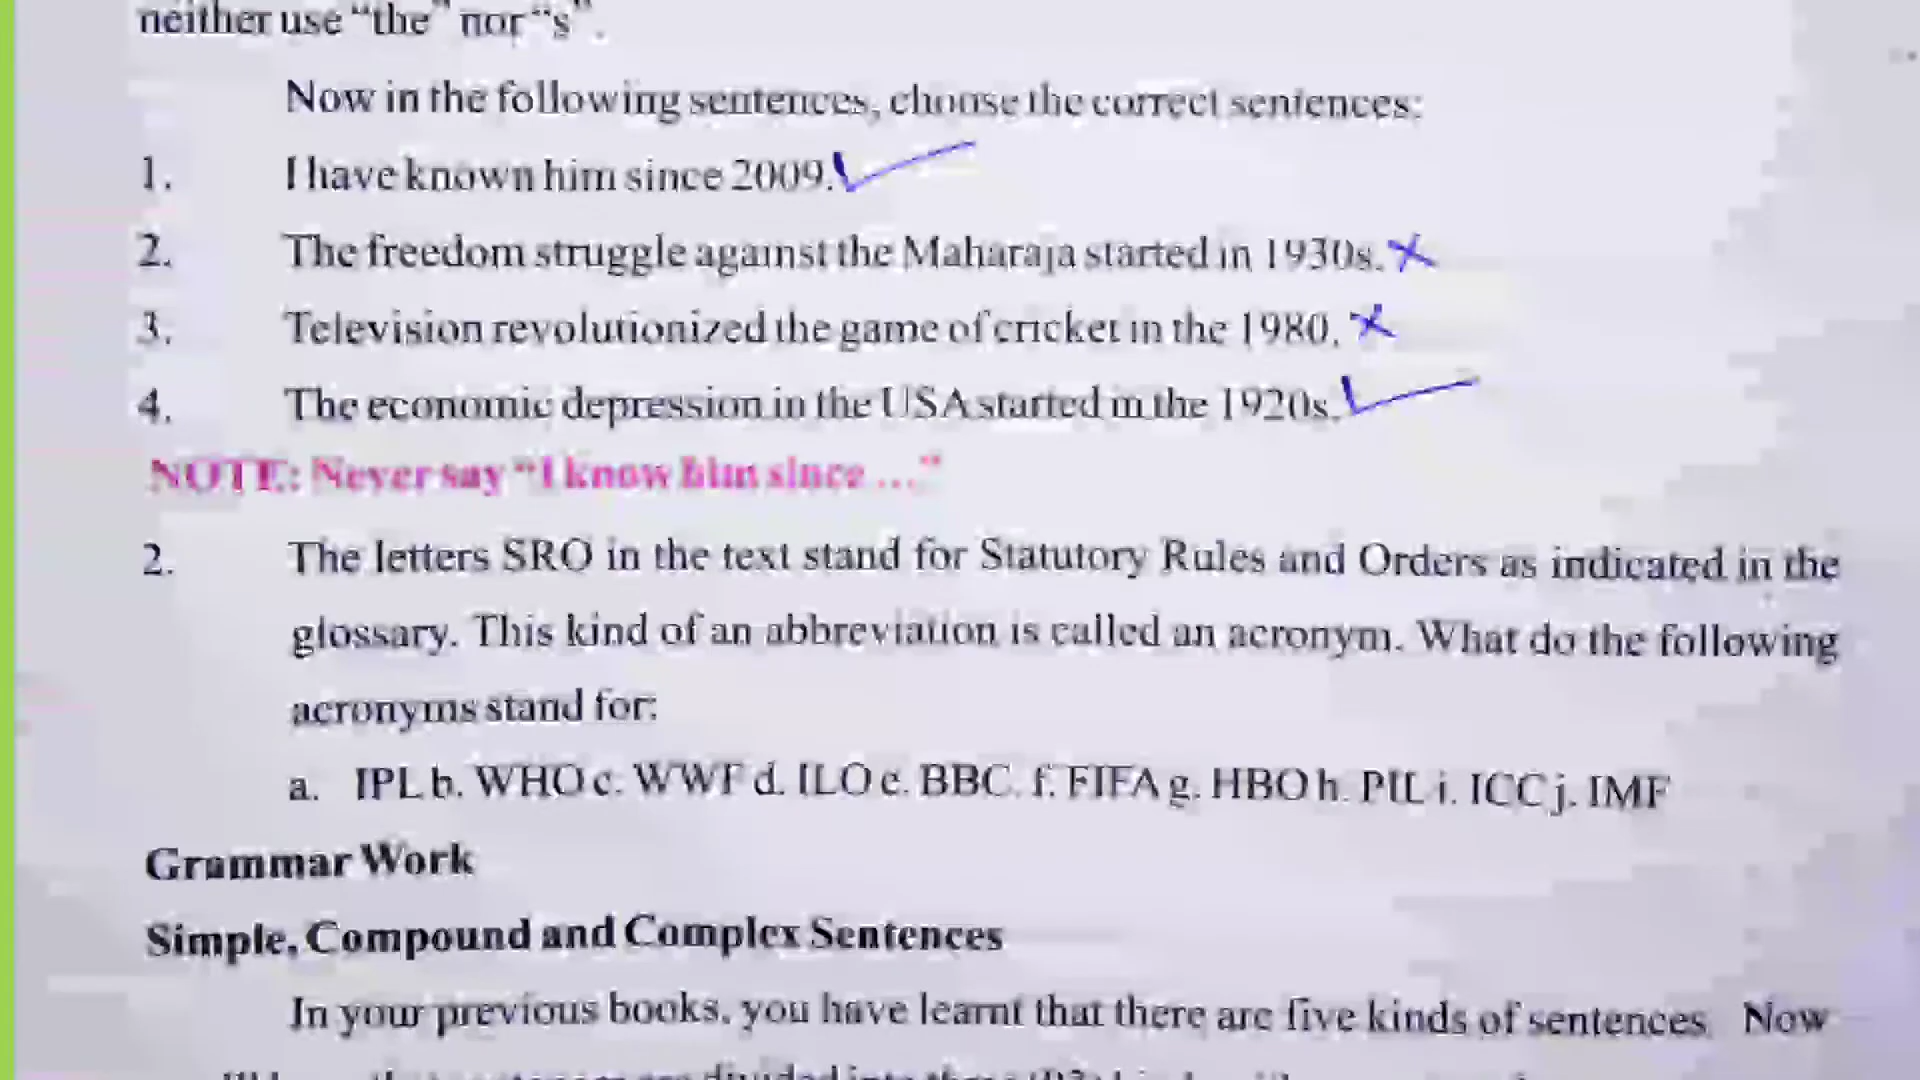 neither use “the” nor “s”.
Now in the following sentences, choose the correct sentences:
1. I have known him since 2009.
2. The freedom struggle against the Maharaja started in 1930s.
3. Television revolutionized the game of cricket in the 1980.
4. The economic depression in the USA started in the 1920s.
NOTE: Never say “I know him since ...”
2. The letters SRO in the text stand for Statutory Rules and Orders as indicated in the
glossary. This kind of an abbreviation is called an acronym. What do the following
acronyms stand for:
a. IPL b. WHO c. WWF d. ILO e. BBC. f. FIFA g. HBO h. PIL i. ICC j. IMF
Grammar Work
Simple, Compound and Complex Sentences
In your previous books, you have learnt that there are five kinds of sentences. Now